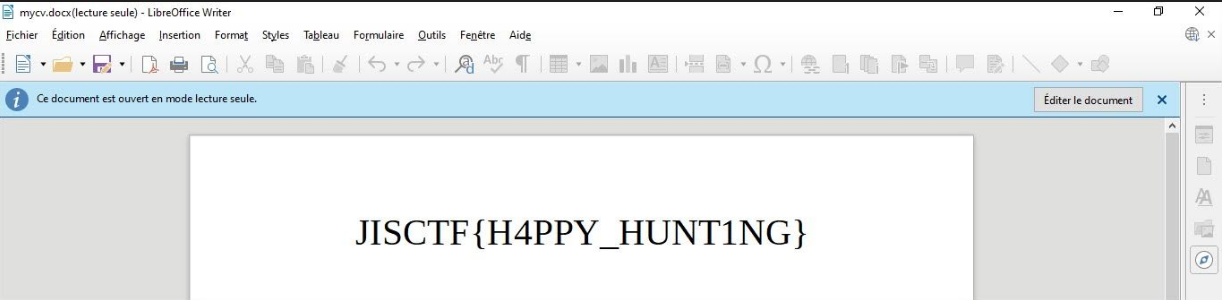 mycv.docx(lecture seule) - LibreOffice Writer
Fichier Édition Affichage Insertion Format Styles Tableau Formulaire Outils Fenêtre Aide
Abc
Ce document est ouvert en mode lecture seule. Éditer le document
JISCTF{H4PPY_HUNT1NG}